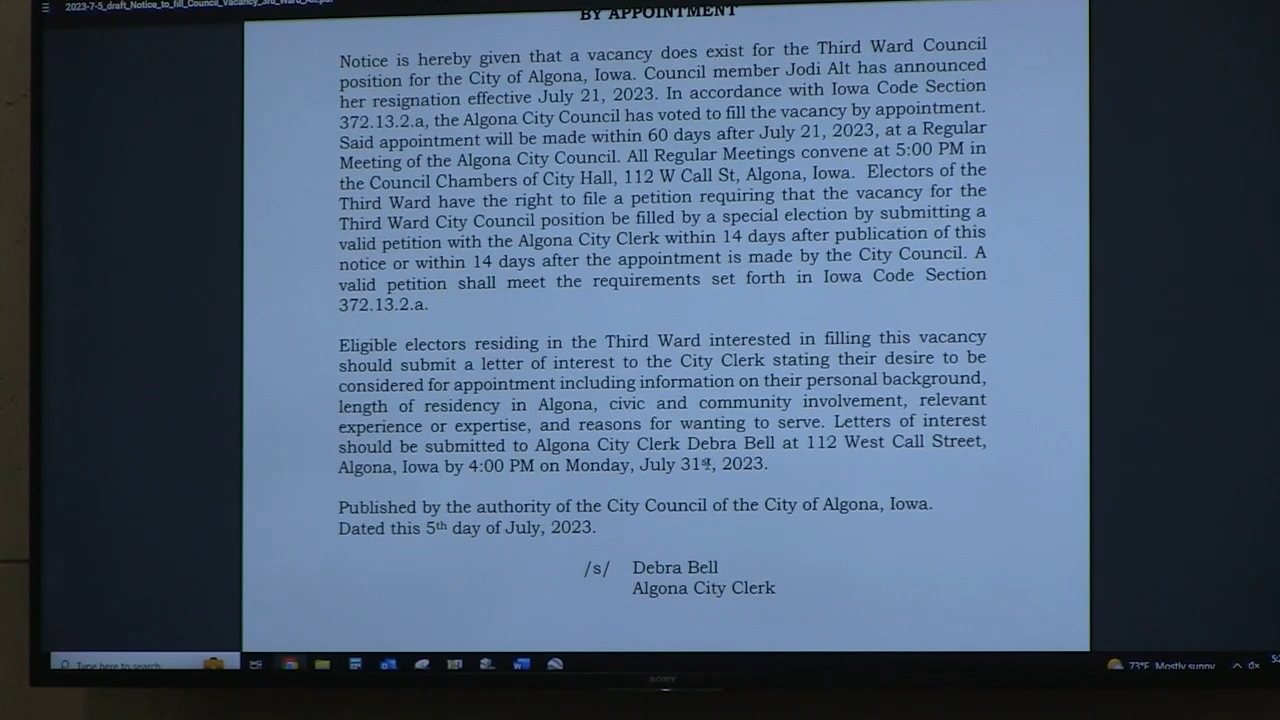 2023-7-5_draft_Notice_to_fill_Council_Vacancy_3rd_Ward_Alt.pdf
BY APPOINTMENT
Notice is hereby given that a vacancy does exist for the Third Ward Council
position for the City of Algona, Iowa. Council member Jodi Alt has announced
her resignation effective July 21, 2023. In accordance with Iowa Code Section
372.13.2.a, the Algona City Council has voted to fill the vacancy by appointment.
Said appointment will be made within 60 days after July 21, 2023, at a Regular
Meeting of the Algona City Council. All Regular Meetings convene at 5:00 PM in
the Council Chambers of City Hall, 112 W Call St, Algona, Iowa. Electors of the
Third Ward have the right to file a petition requiring that the vacancy for the
Third Ward City Council position be filled by a special election by submitting a
valid petition with the Algona City Clerk within 14 days after publication of this
notice or within 14 days after the appointment is made by the City Council. A
valid petition shall meet the requirements set forth in Iowa Code Section
372.13.2.a.
Eligible electors residing in the Third Ward interested in filling this vacancy
should submit a letter of interest to the City Clerk stating their desire to be
considered for appointment including information on their personal background,
length of residency in Algona, civic and community involvement, relevant
experience or expertise, and reasons for wanting to serve. Letters of interest
should be submitted to Algona City Clerk Debra Bell at 112 West Call Street,
Algona, Iowa by 4:00 PM on Monday, July 31st, 2023.
Published by the authority of the City Council of the City of Algona, Iowa.
Dated this 5th day of July, 2023.
/s/ Debra Bell
Algona City Clerk
Type here to search
73°F Mostly sunny
SONY